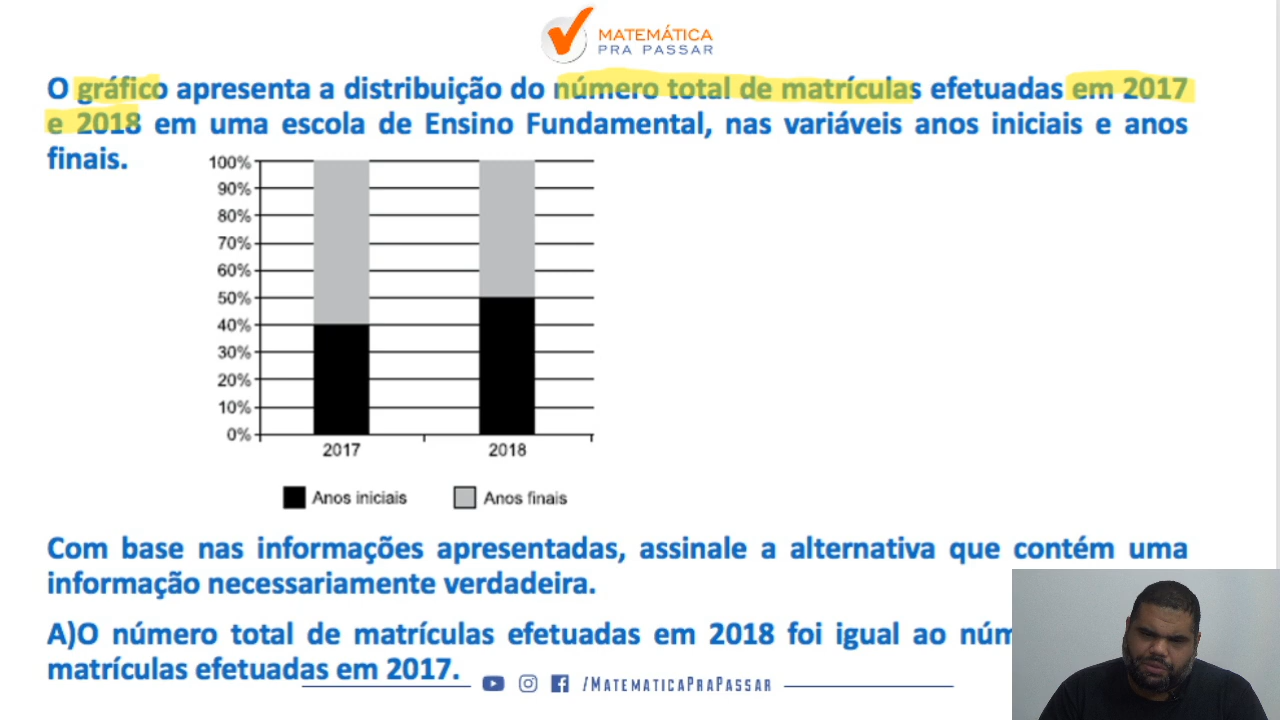 MATEMÁTICA
PRA PASSAR
O gráfico apresenta a distribuição do número total de matrículas efetuadas em 2017
e 2018 em uma escola de Ensino Fundamental, nas variáveis anos iniciais e anos
finais.
100%
90%
80%
70%
60%
50%
40%
30%
20%
10%
0%
2017 2018
Anos iniciais Anos finais
Com base nas informações apresentadas, assinale a alternativa que contém uma
informação necessariamente verdadeira.
A)O número total de matrículas efetuadas em 2018 foi igual ao
matrículas efetuadas em 2017.
/MATEMATICAPRAPASSAR